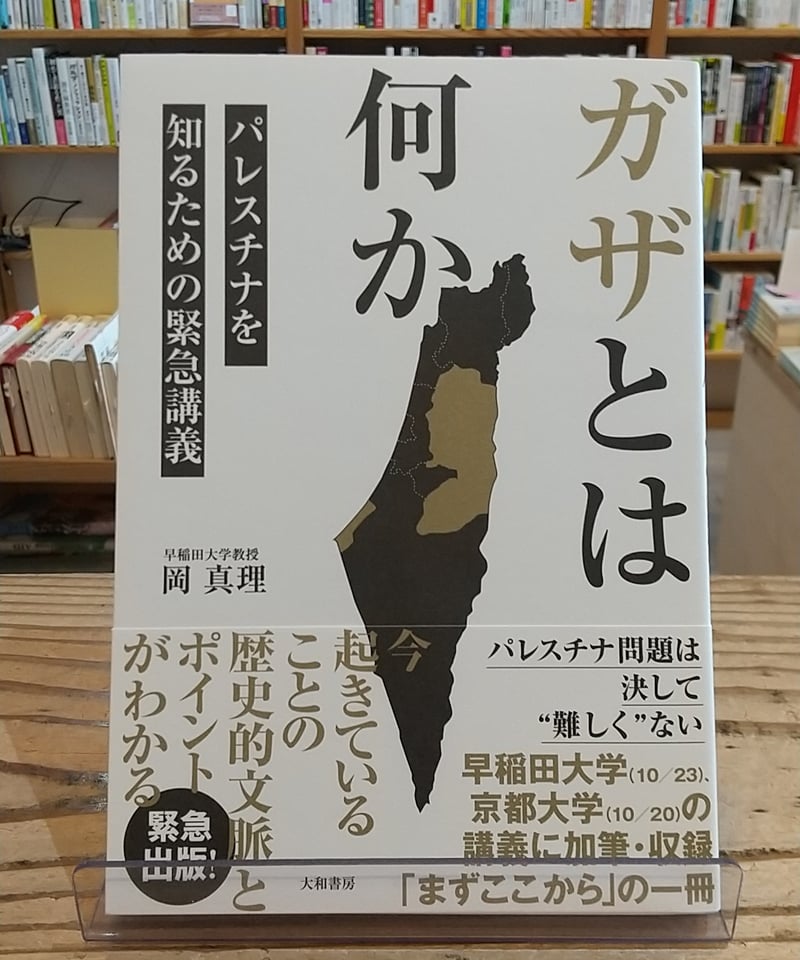 ガザとは
何か
パレスチナを
知るための緊急講義
早稲田大学教授
岡 真理
パレスチナ問題は
決して
“難しく”ない
早稲田大学(10/23)、
京都大学(10/20)の
講義に加筆・収録
「まずここから」の一冊
今
起きている
ことの
歴史的文脈と
ポイント
がわかる
緊急
出版!
大和書房